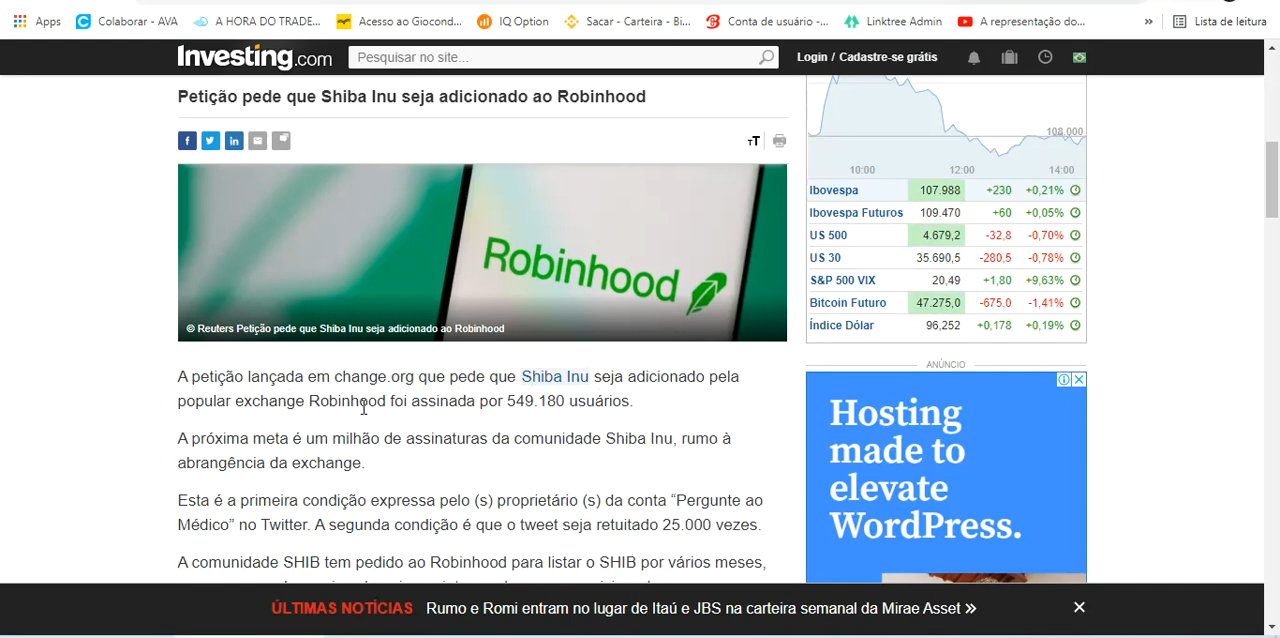 Apps
Colaborar - AVA
A HORA DO TRADE...
Acesso ao Giocond...
IQ Option
Sacar - Carteira - Bi...
Conta de usuário -...
Linktree Admin
A representação do...
»
Lista de leitura
Investing.com
Pesquisar no site...
Login / Cadastre-se grátis
Petição pede que Shiba Inu seja adicionado ao Robinhood
TT
Robinhood
© Reuters Petição pede que Shiba Inu seja adicionado ao Robinhood
A petição lançada em change.org que pede que Shiba Inu seja adicionado pela
popular exchange Robinhood foi assinada por 549.180 usuários.
A próxima meta é um milhão de assinaturas da comunidade Shiba Inu, rumo à
abrangência da exchange.
Esta é a primeira condição expressa pelo (s) proprietário (s) da conta “Pergunte ao
Médico” no Twitter. A segunda condição é que o tweet seja retuitado 25.000 vezes.
A comunidade SHIB tem pedido ao Robinhood para listar o SHIB por vários meses,
108.000
10:00 12:00 14:00
Ibovespa 107.988 +230 +0,21%
Ibovespa Futuros 109.470 +60 +0,05%
US 500 4.679,2 -32,8 -0,70%
US 30 35.690,5 -280,5 -0,78%
S&P 500 VIX 20,49 +1,80 +9,63%
Bitcoin Futuro 47.275,0 -675,0 -1,41%
Índice Dólar 96,252 +0,178 +0,19%
ANÚNCIO
Hosting
made to
elevate
WordPress.
ÚLTIMAS NOTÍCIAS Rumo e Romi entram no lugar de Itaú e JBS na carteira semanal da Mirae Asset »